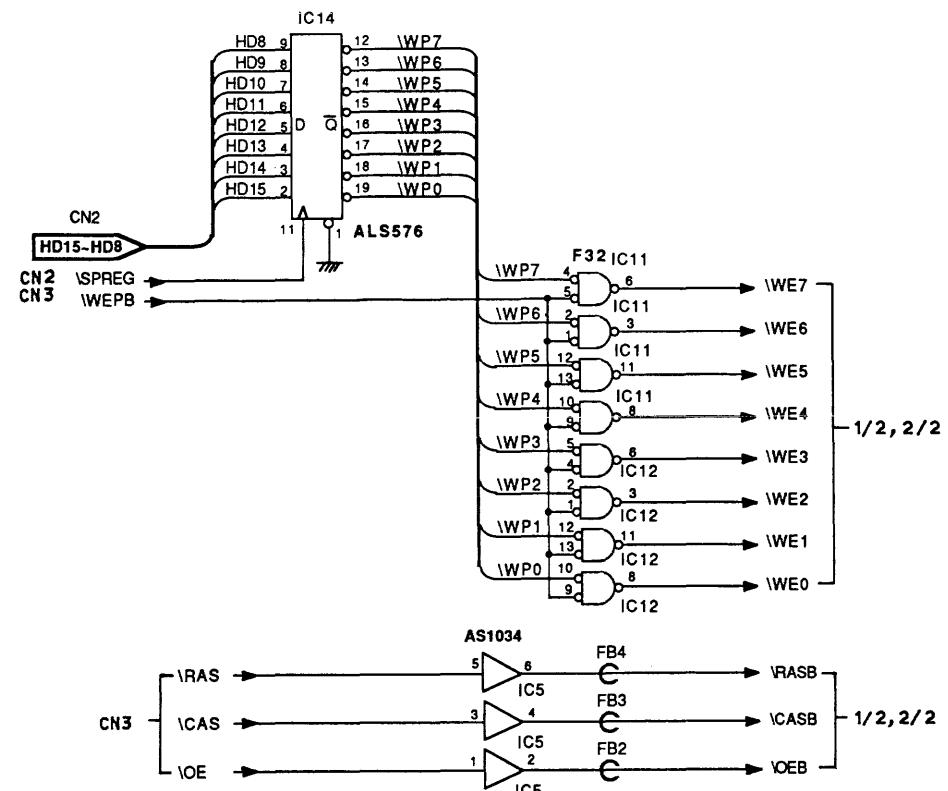 IC14
HD8 9 12 \WP7
HD9 8 13 \WP6
HD10 7 14 \WP5
HD11 6 15 \WP4
HD12 5 D Q 16 \WP3
HD13 4 17 \WP2
HD14 3 18 \WP1
HD15 2 19 \WP0
CN2
11 1 ALS576
HD15~HD8
F32 IC11
CN2 \SPREG
\WP7 4 6 \WE7
CN3 \WEPB
5 IC11
\WP6 2 3 \WE6
1 IC11
\WP5 12 11 \WE5
13 IC11
\WP4 10 8 \WE4
9
1/2, 2/2
\WP3 5 6 \WE3
4 IC12
\WP2 2 3 \WE2
1 IC12
\WP1 12 11 \WE1
13 IC12
\WP0 10 8 \WE0
9 IC12
AS1034
\RAS 5 6 FB4 \RASB
IC5
CN3 \CAS 3 4 FB3 \CASB 1/2, 2/2
IC5
\OE 1 2 FB2 \OEB
IC5